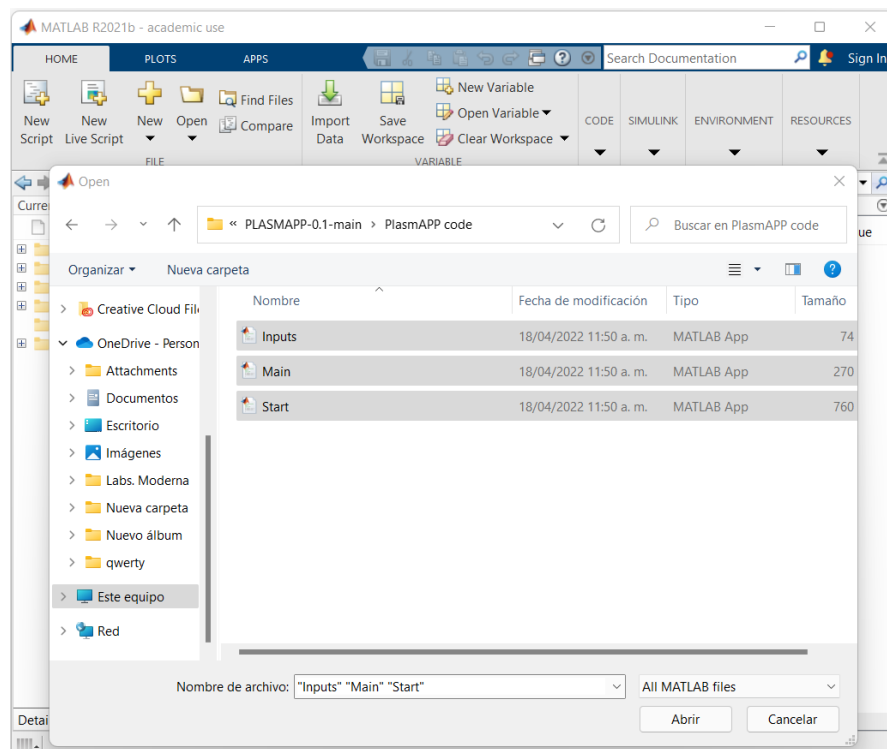 MATLAB R2021b - academic use
HOME PLOTS APPS Search Documentation Sign In
New Script
New Live Script
New
Open
Find Files
Compare
Import Data
Save Workspace
New Variable
Open Variable
Clear Workspace
CODE SIMULINK ENVIRONMENT RESOURCES
FILE VARIABLE
Open
Curre
ue
« PLASMAPP-0.1-main > PlasmAPP code
Buscar en PlasmAPP code
Organizar Nueva carpeta
Nombre Fecha de modificación Tipo Tamaño
Creative Cloud File
OneDrive - Person
Attachments
Documentos
Escritorio
Imágenes
Labs. Moderna
Nueva carpeta
Nuevo álbum
qwerty
Este equipo
Red
Inputs 18/04/2022 11:50 a. m. MATLAB App 74
Main 18/04/2022 11:50 a. m. MATLAB App 270
Start 18/04/2022 11:50 a. m. MATLAB App 760
Nombre de archivo: "Inputs" "Main" "Start" All MATLAB files
Abrir Cancelar
Detai